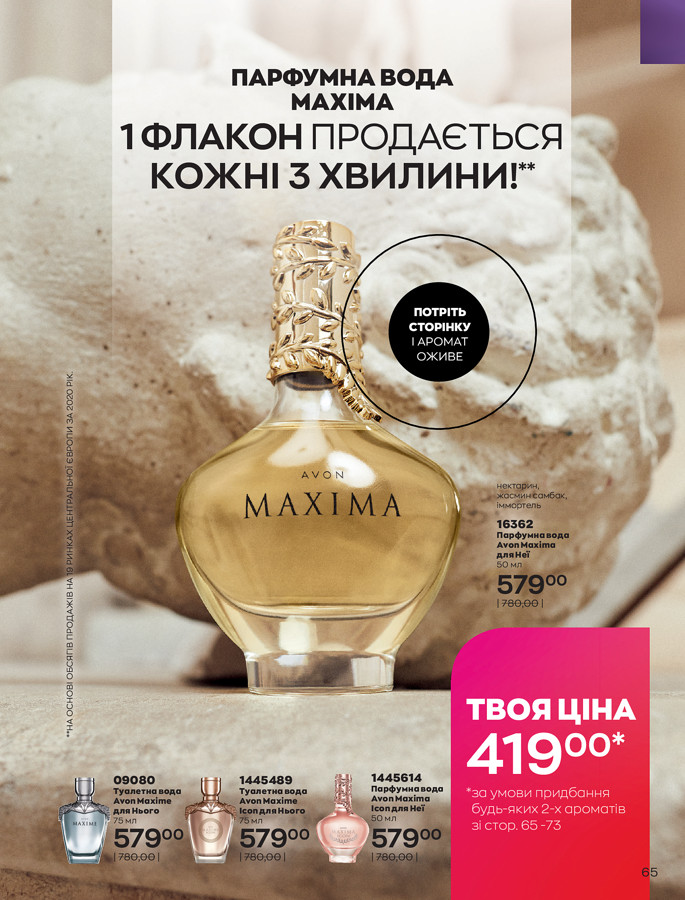 ПАРФУМНА ВОДА
MAXIMA
1 ФЛАКОН ПРОДАЄТЬСЯ
КОЖНІ 3 ХВИЛИНИ!**
ПОТРІТЬ
СТОРІНКУ
І АРОМАТ
ОЖИВЕ
AVON
MAXIMA
нектарин,
жасмин самбак,
іммортель
16362
Парфумна вода
Avon Maxima
для Неї
50 мл
579⁰⁰
| 780,00 |
**НА ОСНОВІ ОБСЯГІВ ПРОДАЖІВ НА 19 РИНКАХ ЦЕНТРАЛЬНОЇ ЄВРОПИ ЗА 2020 РІК.
ТВОЯ ЦІНА
419⁰⁰*
*за умови придбання
будь-яких 2-х ароматів
зі стор. 65 -73
09080
Туалетна вода
Avon Maxime
для Нього
75 мл
579⁰⁰
| 780,00 |
MAXIME
1445489
Туалетна вода
Avon Maxime
Icon для Нього
75 мл
579⁰⁰
| 780,00 |
1445614
Парфумна вода
Avon Maxima
Icon для Неї
50 мл
579⁰⁰
| 780,00 |
MAXIMA
65